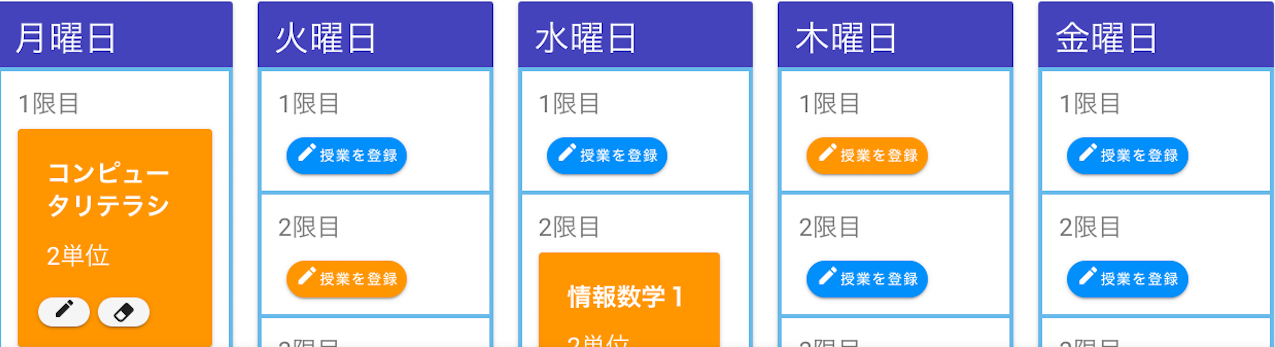 月曜日
1限目
コンピュー
タリテラシ
2単位
火曜日
1限目
授業を登録
2限目
授業を登録
水曜日
1限目
授業を登録
2限目
情報数学 1
2単位
木曜日
1限目
授業を登録
2限目
授業を登録
金曜日
1限目
授業を登録
2限目
授業を登録